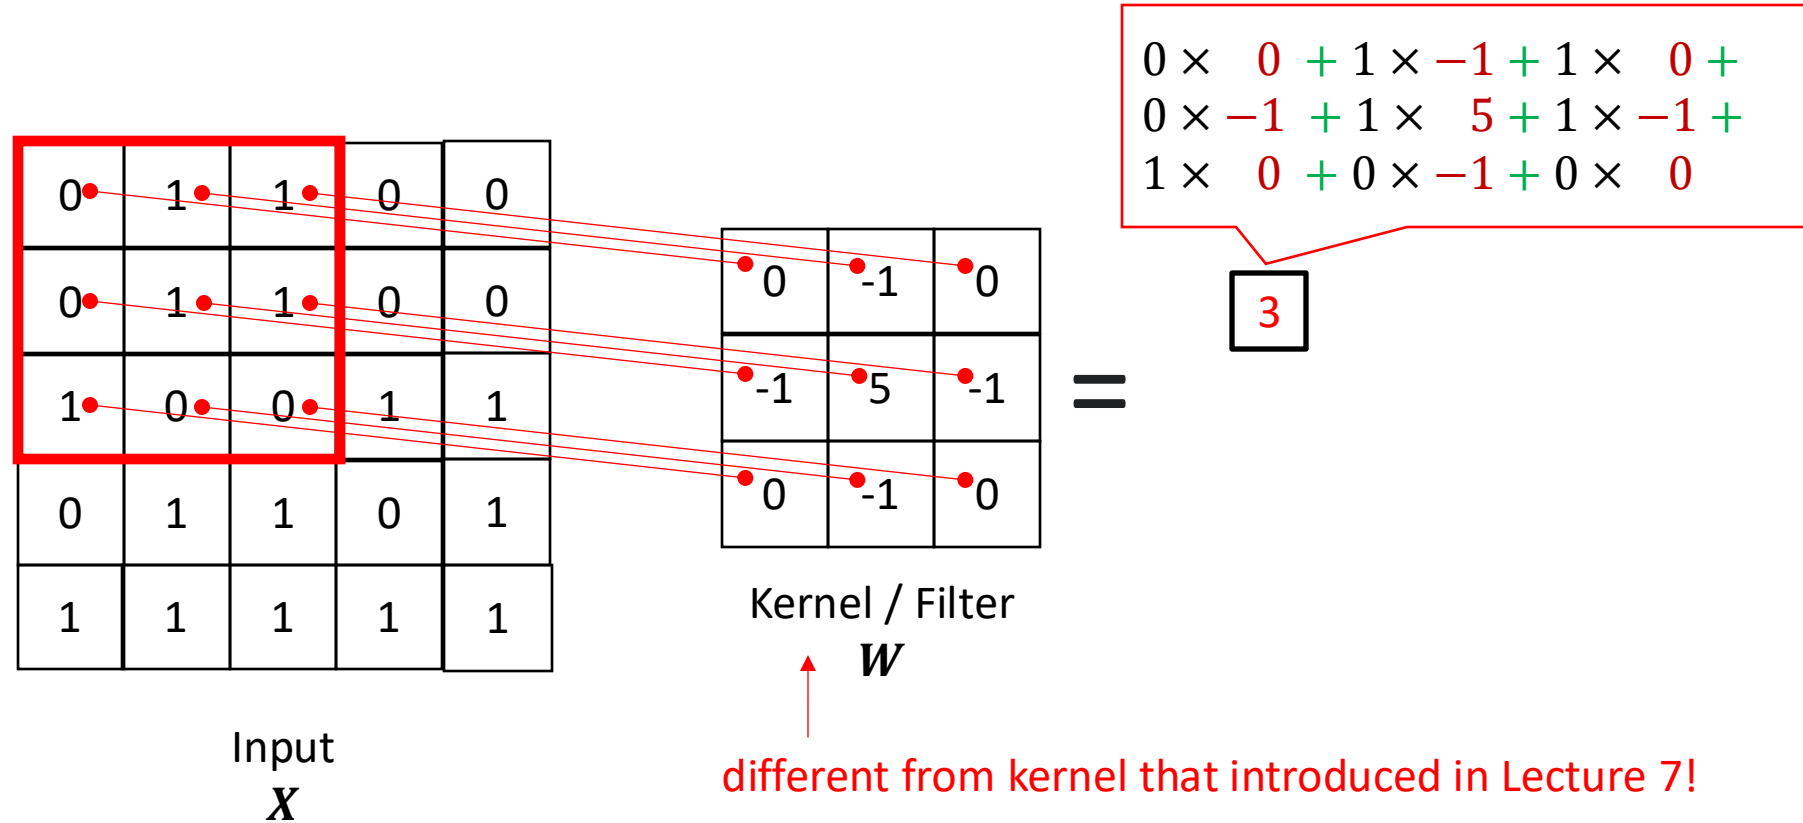 0 × 0 + 1 × −1 + 1 × 0 +
0 × −1 + 1 × 5 + 1 × −1 +
1 × 0 + 0 × −1 + 0 × 0
3
0 1 1 0 0
0 1 1 0 0
1 0 0 1 1
0 1 1 0 1
1 1 1 1 1
Input
X
0 -1 0
-1 5 -1
0 -1 0
Kernel / Filter
W
=
different from kernel that introduced in Lecture 7!